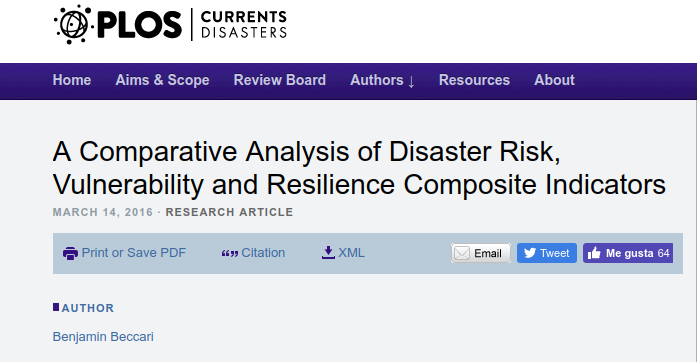 PLOS CURRENTS
DISASTERS
Home Aims & Scope Review Board Authors ↓ Resources About
A Comparative Analysis of Disaster Risk,
Vulnerability and Resilience Composite Indicators
MARCH 14, 2016 · RESEARCH ARTICLE
Print or Save PDF Citation XML Email Tweet Me gusta 64
AUTHOR
Benjamin Beccari